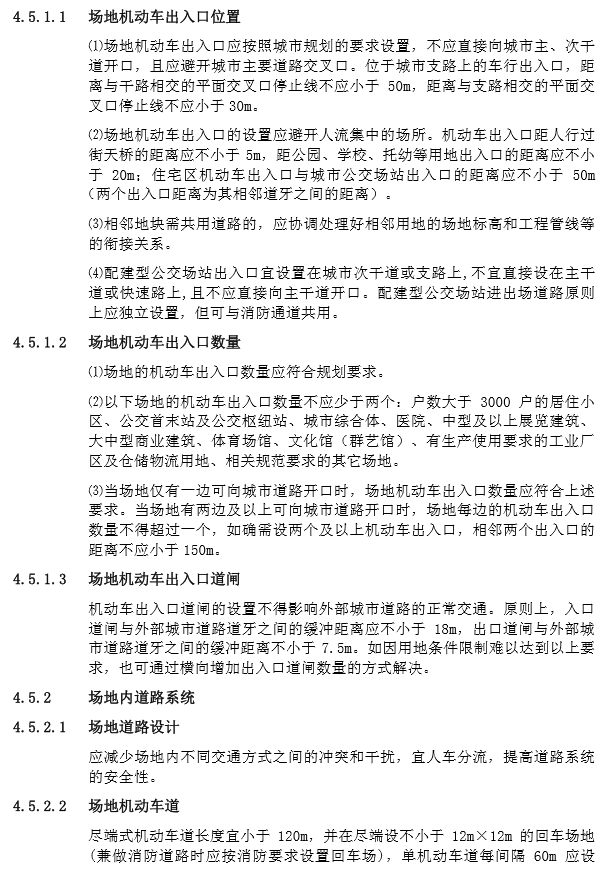 4.5.1.1 场地机动车出入口位置
⑴场地机动车出入口应按照城市规划的要求设置，不应直接向城市主、次干
道开口，且应避开城市主要道路交叉口。位于城市支路上的车行出入口，距
离与干路相交的平面交叉口停止线不应小于 50m，距离与支路相交的平面交
叉口停止线不应小于30m。
⑵场地机动车出入口的设置应避开人流集中的场所。机动车出入口距人行过
街天桥的距离应不小于5m，距公园、学校、托幼等用地出入口的距离应不小
于 20m；住宅区机动车出入口与城市公交场站出入口的距离应不小于 50m
（两个出入口距离为其相邻道牙之间的距离）。
⑶相邻地块需共用道路的，应协调处理好相邻用地的场地标高和工程管线等
的衔接关系。
⑷配建型公交场站出入口宜设置在城市次干道或支路上,不宜直接设在主干
道或快速路上,且不应直接向主干道开口。配建型公交场站进出场道路原则
上应独立设置，但可与消防通道共用。
4.5.1.2 场地机动车出入口数量
⑴场地的机动车出入口数量应符合规划要求。
⑵以下场地的机动车出入口数量不应少于两个：户数大于 3000 户的居住小
区、公交首末站及公交枢纽站、城市综合体、医院、中型及以上展览建筑、
大中型商业建筑、体育场馆、文化馆（群艺馆）、有生产使用要求的工业厂
区及仓储物流用地、相关规范要求的其它场地。
⑶当场地仅有一边可向城市道路开口时，场地机动车出入口数量应符合上述
要求。当场地有两边及以上可向城市道路开口时，场地每边的机动车出入口
数量不得超过一个，如确需设两个及以上机动车出入口，相邻两个出入口的
距离不应小于150m。
4.5.1.3 场地机动车出入口道闸
机动车出入口道闸的设置不得影响外部城市道路的正常交通。原则上，入口
道闸与外部城市道路道牙之间的缓冲距离应不小于 18m，出口道闸与外部城
市道路道牙之间的缓冲距离不小于7.5m。如因用地条件限制难以达到以上要
求，也可通过横向增加出入口道闸数量的方式解决。
4.5.2 场地内道路系统
4.5.2.1 场地道路设计
应减少场地内不同交通方式之间的冲突和干扰，宜人车分流，提高道路系统
的安全性。
4.5.2.2 场地机动车道
尽端式机动车道长度宜小于 120m，并在尽端设不小于 12m×12m 的回车场地
(兼做消防道路时应按消防要求设置回车场)，单机动车道每间隔 60m 应设